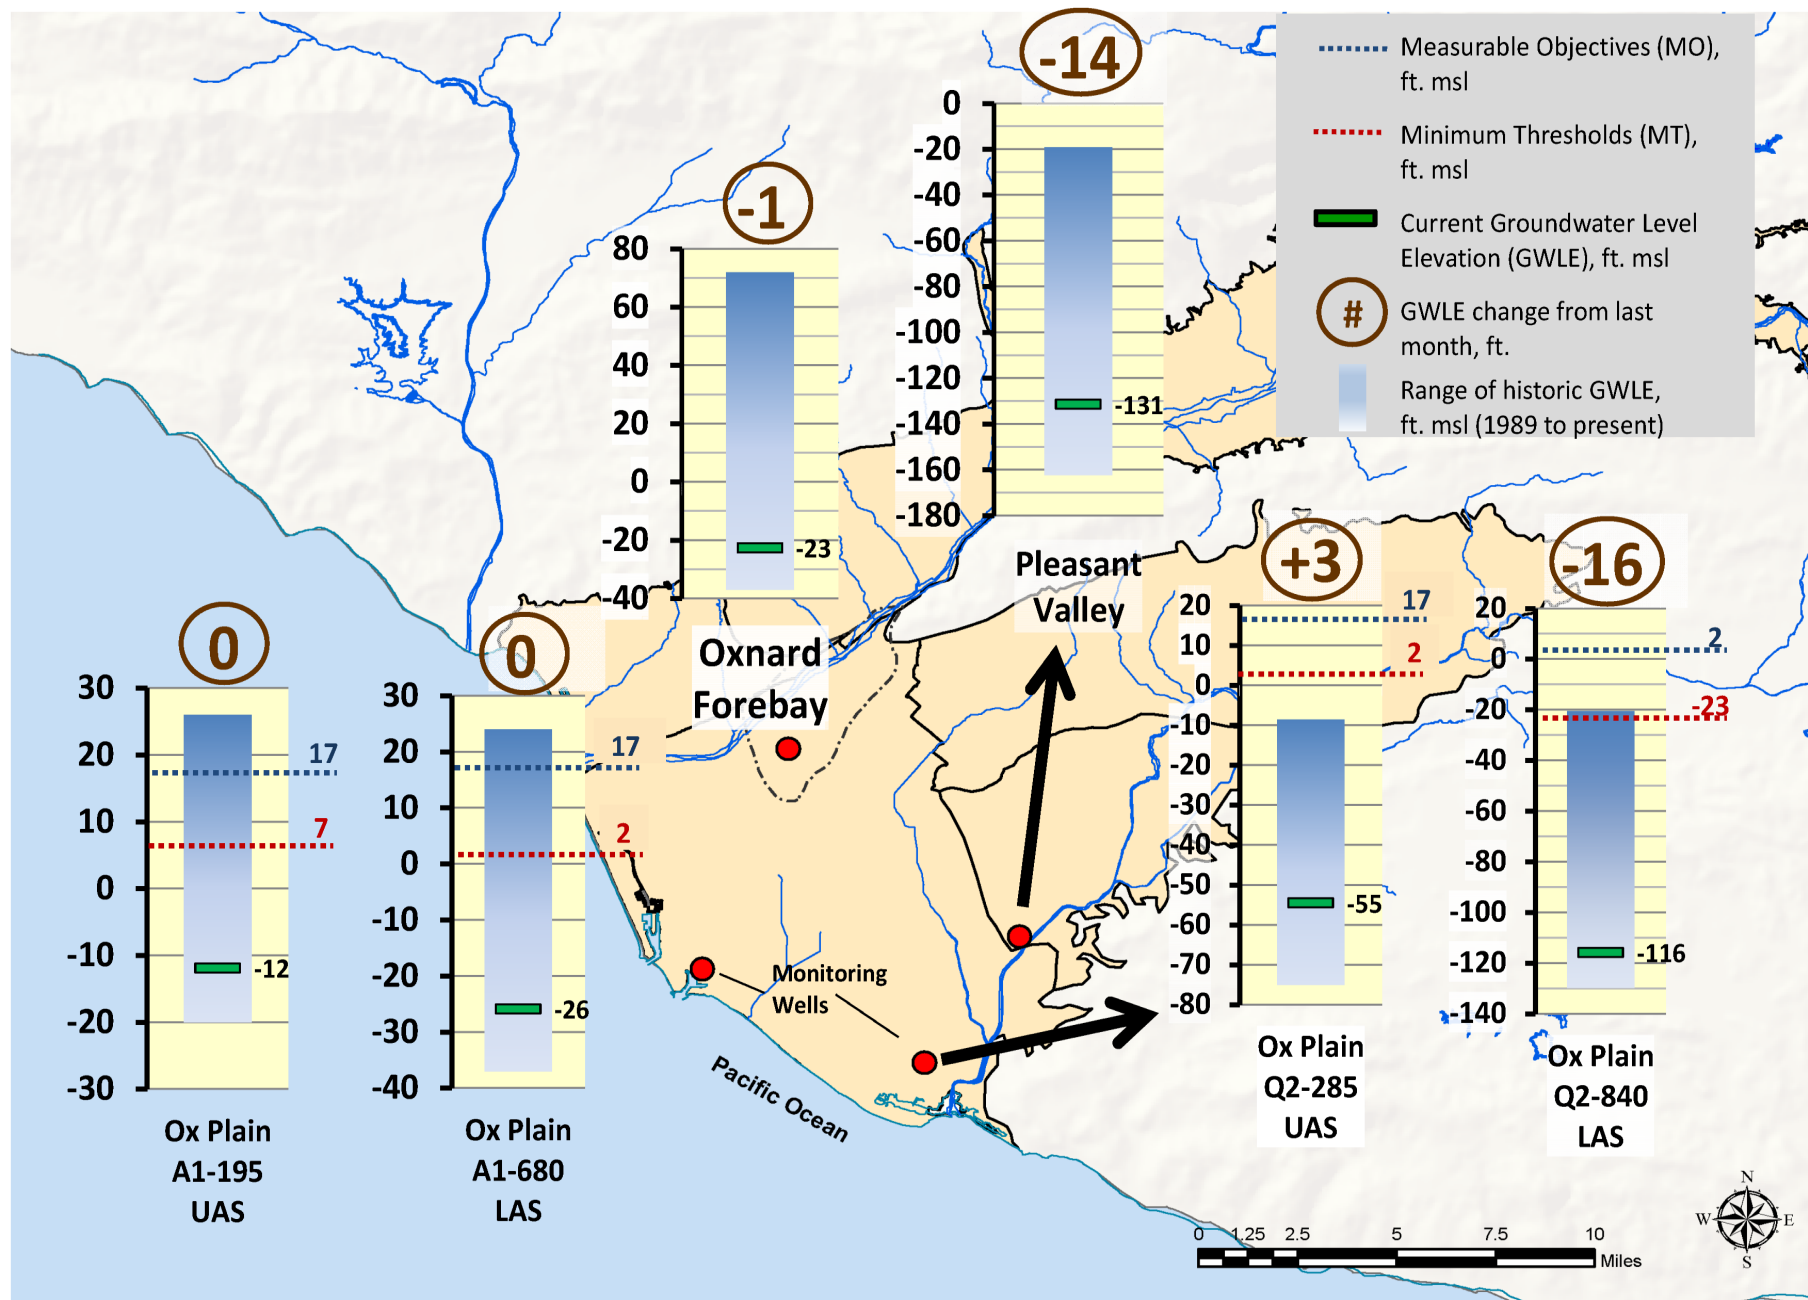 Measurable Objectives (MO),
ft. msl
Minimum Thresholds (MT),
ft. msl
Current Groundwater Level
Elevation (GWLE), ft. msl
#
GWLE change from last
month, ft.
Range of historic GWLE,
ft. msl (1989 to present)
-14
0
-20
-40
-60
-80
-100
-120
-140
-160
-180
-131
Pleasant
Valley
-1
80
60
40
20
0
-20
-40
-23
Oxnard
Forebay
0
30
20
10
0
-10
-20
-30
17
7
-12
Ox Plain
A1-195
UAS
0
30
20
10
0
-10
-20
-30
-40
17
2
-26
Ox Plain
A1-680
LAS
+3
20
10
0
-10
-20
-30
-40
-50
-60
-70
-80
17
2
-55
Ox Plain
Q2-285
UAS
-16
20
0
-20
-40
-60
-80
-100
-120
-140
2
-23
-116
Ox Plain
Q2-840
LAS
Monitoring
Wells
Pacific Ocean
N
W
E
S
0 1.25 2.5 5 7.5 10
Miles